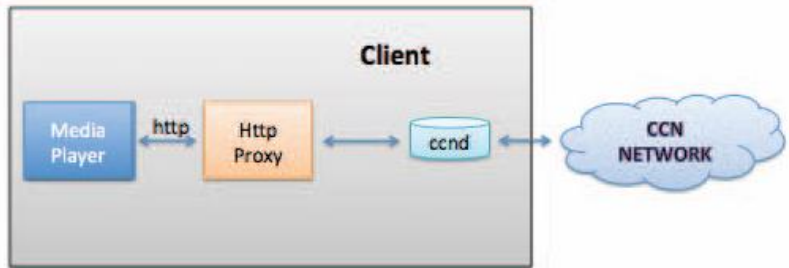 Client
Media
Player
http
Http
Proxy
ccnd
CCN
NETWORK